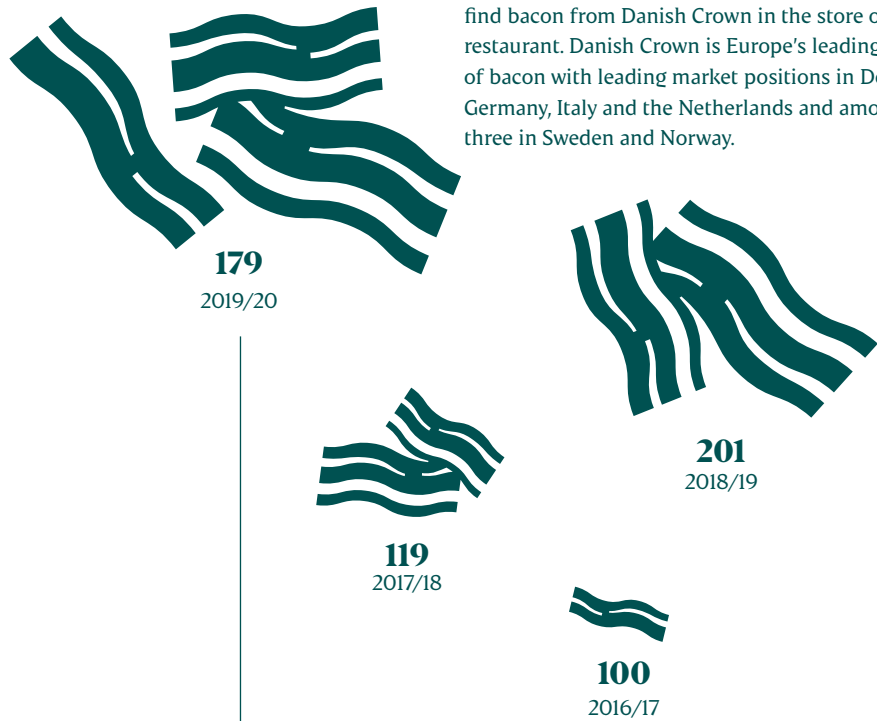 find bacon from Danish Crown in the store o
restaurant. Danish Crown is Europe's leading
of bacon with leading market positions in D
Germany, Italy and the Netherlands and amo
three in Sweden and Norway.
179
2019/20
201
2018/19
119
2017/18
100
2016/17